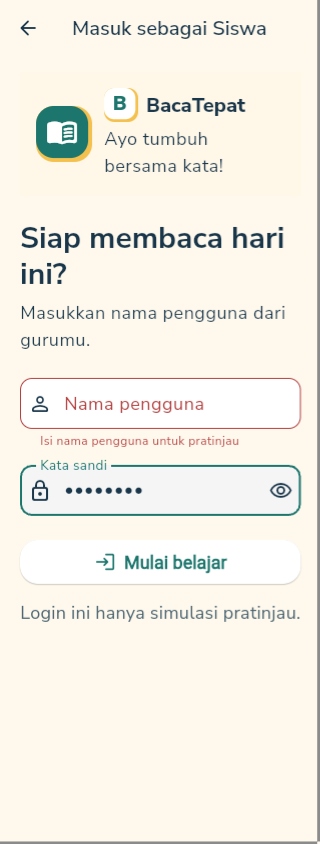 Masuk sebagai Siswa
B BacaTepat
Ayo tumbuh
bersama kata!
Siap membaca hari
ini?
Masukkan nama pengguna dari
gurumu.
Nama pengguna
Isi nama pengguna untuk pratinjau
Kata sandi
••••••••
Mulai belajar
Login ini hanya simulasi pratinjau.